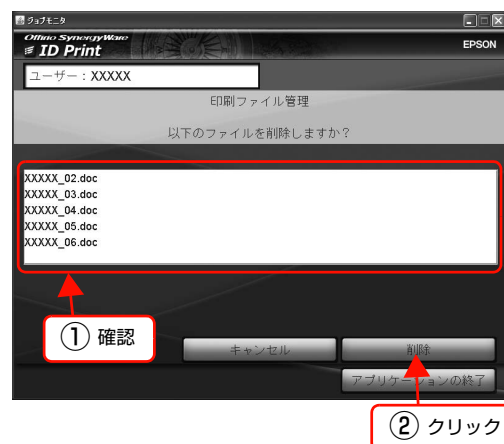 ジョブモニタ
Offirio SynergyWare
ID Print
EPSON
ユーザー：XXXXX
印刷ファイル管理
以下のファイルを削除しますか？
XXXXX_02.doc
XXXXX_03.doc
XXXXX_04.doc
XXXXX_05.doc
XXXXX_06.doc
① 確認
キャンセル
削除
アプリケーションの終了
② クリック